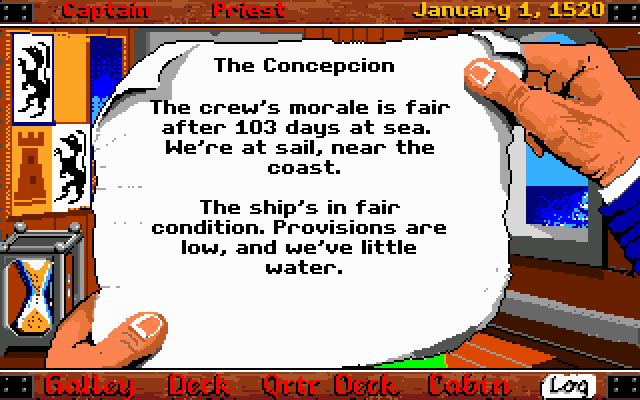 Captain Priest January 1, 1520
The Concepcion
The crew's morale is fair
after 103 days at sea.
We're at sail, near the
coast.
The ship's in fair
condition. Provisions are
low, and we've little
water.
Galley Deck Qrtr Deck Cabin Log